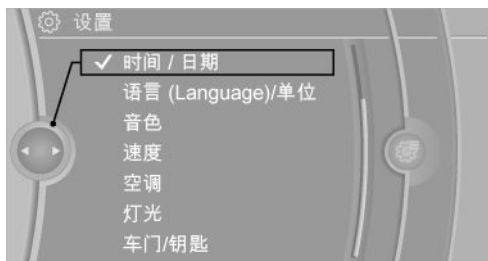 设置
时间 / 日期
语言 (Language)/单位
音色
速度
空调
灯光
车门/钥匙